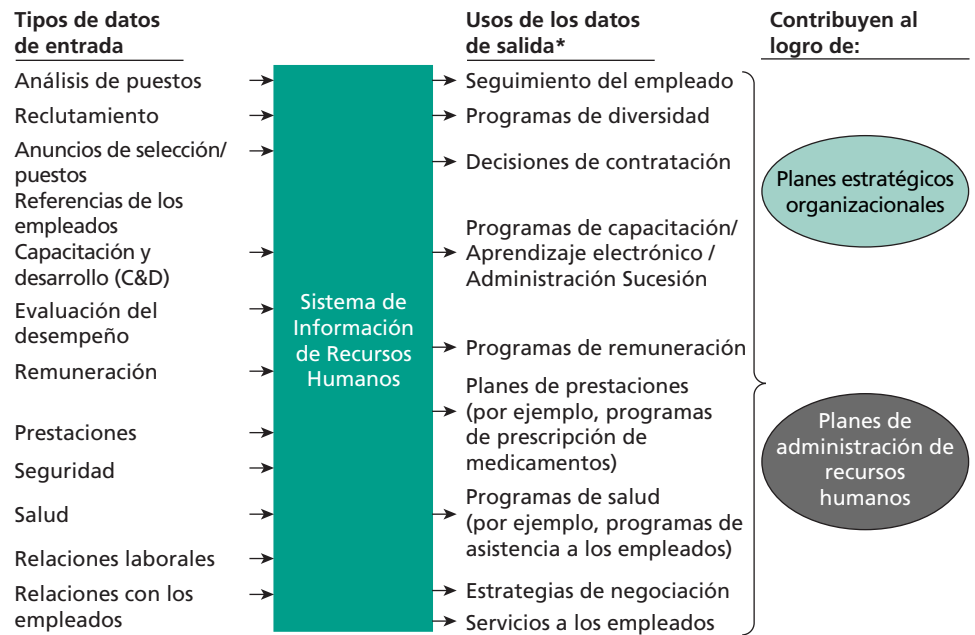 Tipos de datos
de entrada
Análisis de puestos
Reclutamiento
Anuncios de selección/
puestos
Referencias de los
empleados
Capacitación y
desarrollo (C&D)
Evaluación del
desempeño
Remuneración
Prestaciones
Seguridad
Salud
Relaciones laborales
Relaciones con los
empleados
Sistema de
Información
de Recursos
Humanos
Usos de los datos
de salida*
Seguimiento del empleado
Programas de diversidad
Decisiones de contratación
Programas de capacitación/
Aprendizaje electrónico /
Administración Sucesión
Programas de remuneración
Planes de prestaciones
(por ejemplo, programas
de prescripción de
medicamentos)
Programas de salud
(por ejemplo, programas de
asistencia a los empleados)
Estrategias de negociación
Servicios a los empleados
Contribuyen al
logro de:
Planes estratégicos
organizacionales
Planes de
administración de
recursos
humanos